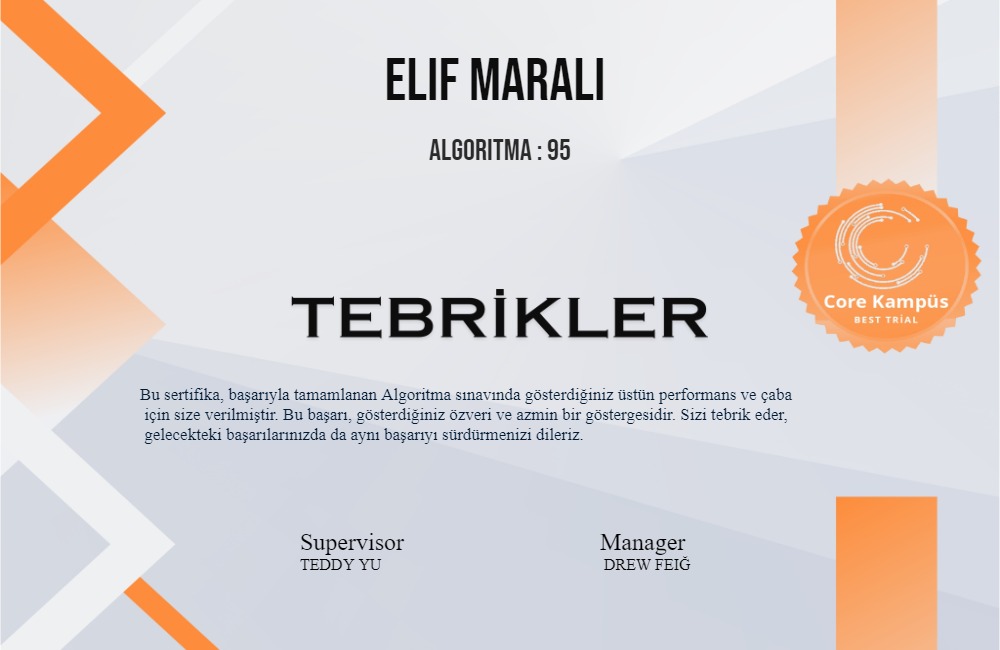 ELIF MARALI
ALGORITMA : 95
Core Kampüs
BEST TRİAL
TEBRİKLER
Bu sertifika, başarıyla tamamlanan Algoritma sınavında gösterdiğiniz üstün performans ve çaba
için size verilmiştir. Bu başarı, gösterdiğiniz özveri ve azmin bir göstergesidir. Sizi tebrik eder,
gelecekteki başarılarınızda da aynı başarıyı sürdürmenizi dileriz.
Supervisor
TEDDY YU
Manager
DREW FEIĞ